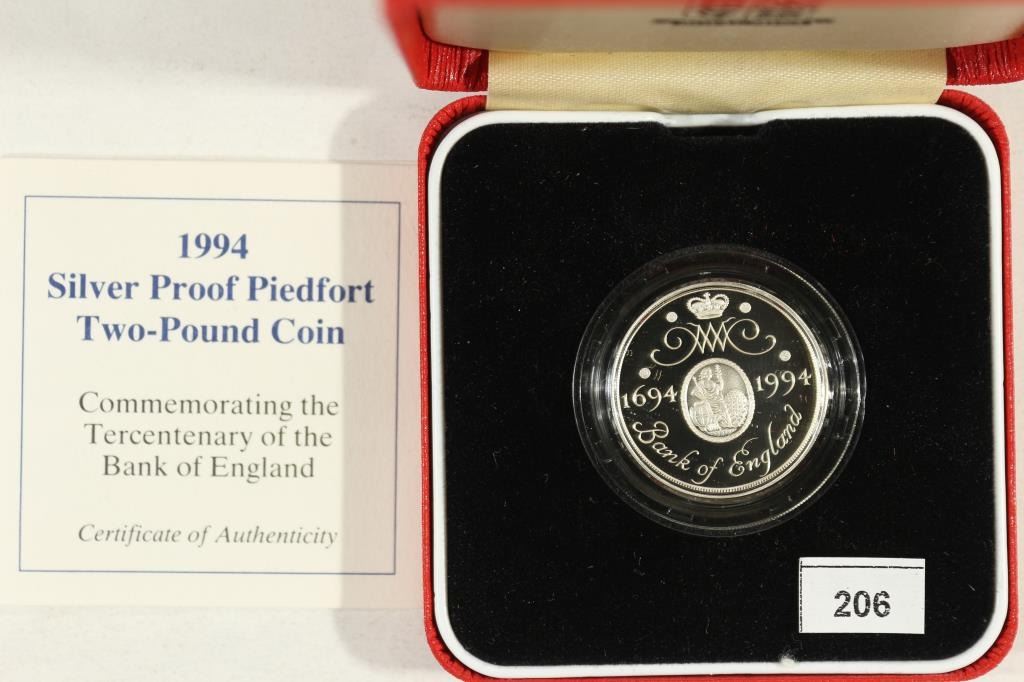 1994
Silver Proof Piedfort
Two-Pound Coin
Commemorating the
Tercentenary of the
Bank of England
Certificate of Authenticity
1694 1994
Bank of England
206